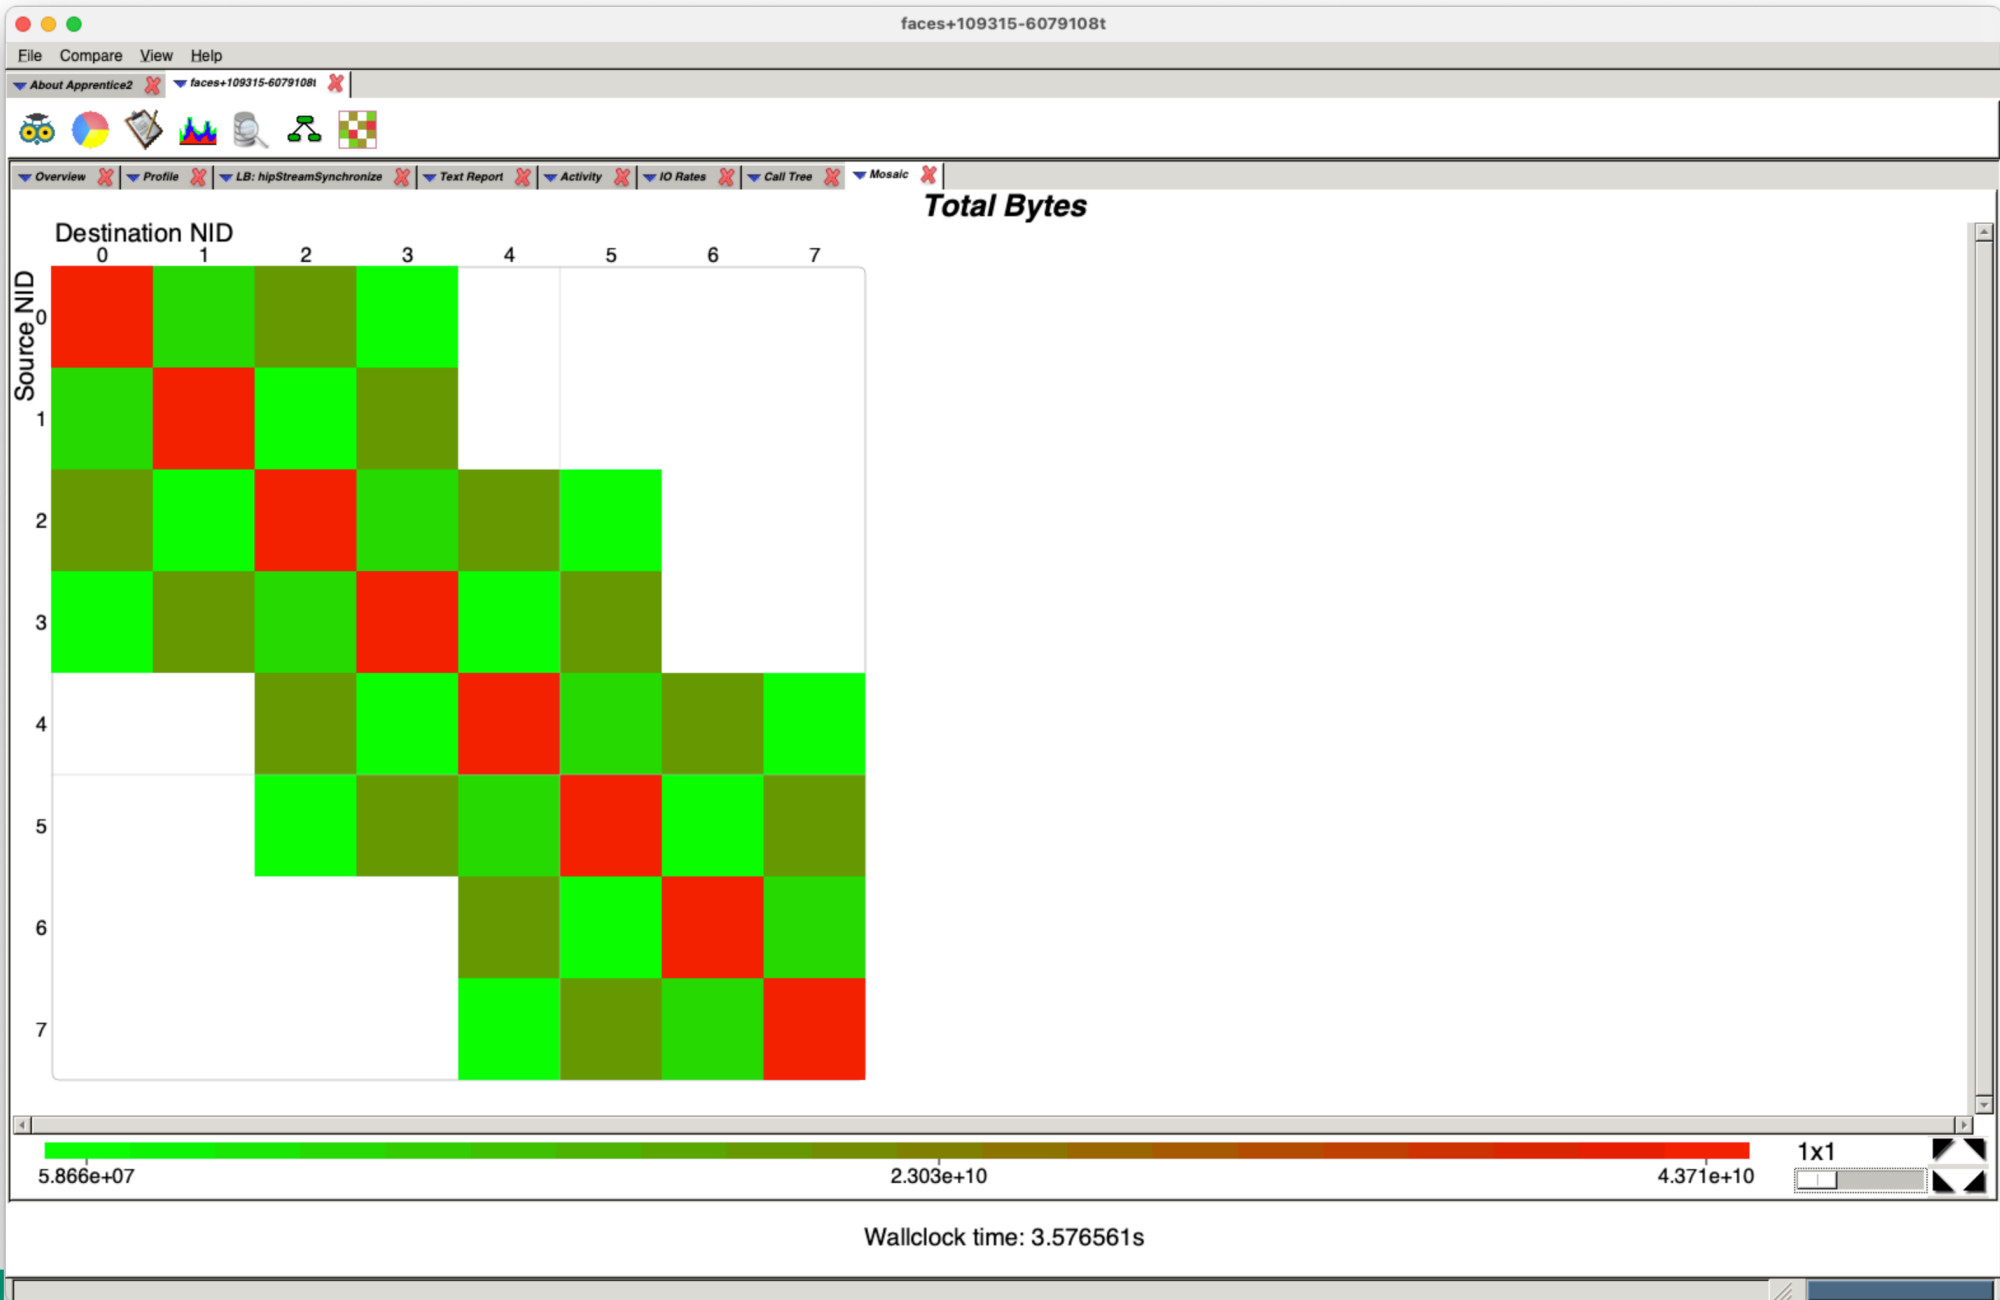 faces+109315-6079108t
File Compare View Help
About Apprentice2 faces+109315-6079108t
Overview Profile LB: hipStreamSynchronize Text Report Activity IO Rates Call Tree Mosaic
Total Bytes
Destination NID
0 1 2 3 4 5 6 7
Source NID
0
1
2
3
4
5
6
7
1x1
5.866e+07 2.303e+10 4.371e+10
Wallclock time: 3.576561s